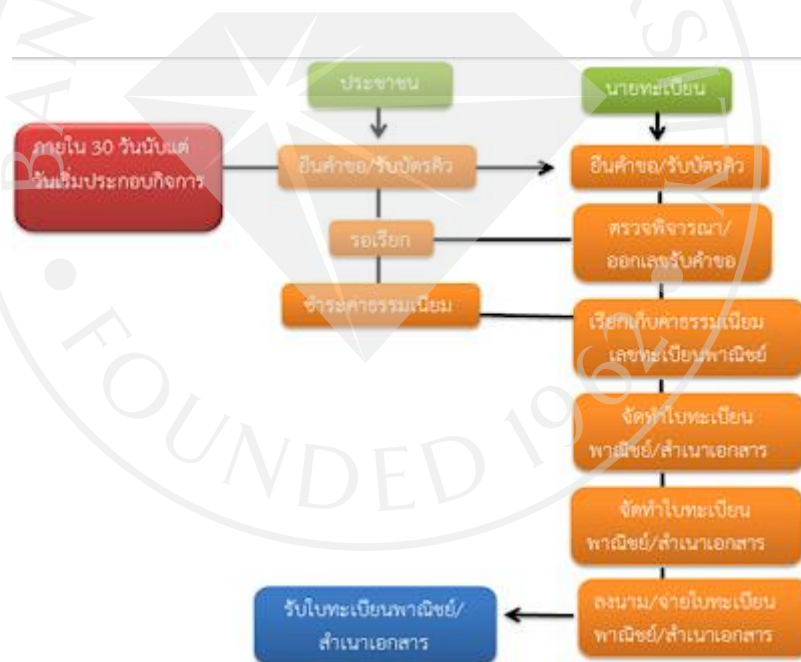 ประชาชน
นายทะเบียน
ภายใน 30 วันนับแต่
วันเริ่มประกอบกิจการ
ยื่นคำขอ/รับบัตรคิว
ยื่นคำขอ/รับบัตรคิว
รอเรียก
ตรวจพิจารณา/
ออกเลขรับคำขอ
ชำระค่าธรรมเนียม
เรียกเก็บค่าธรรมเนียม
เลขทะเบียนพาณิชย์
จัดทำใบทะเบียน
พาณิชย์/สำเนาเอกสาร
จัดทำใบทะเบียน
พาณิชย์/สำเนาเอกสาร
รับใบทะเบียนพาณิชย์/
สำเนาเอกสาร
ลงนาม/จ่ายใบทะเบียน
พาณิชย์/สำเนาเอกสาร
FOUNDED 1962